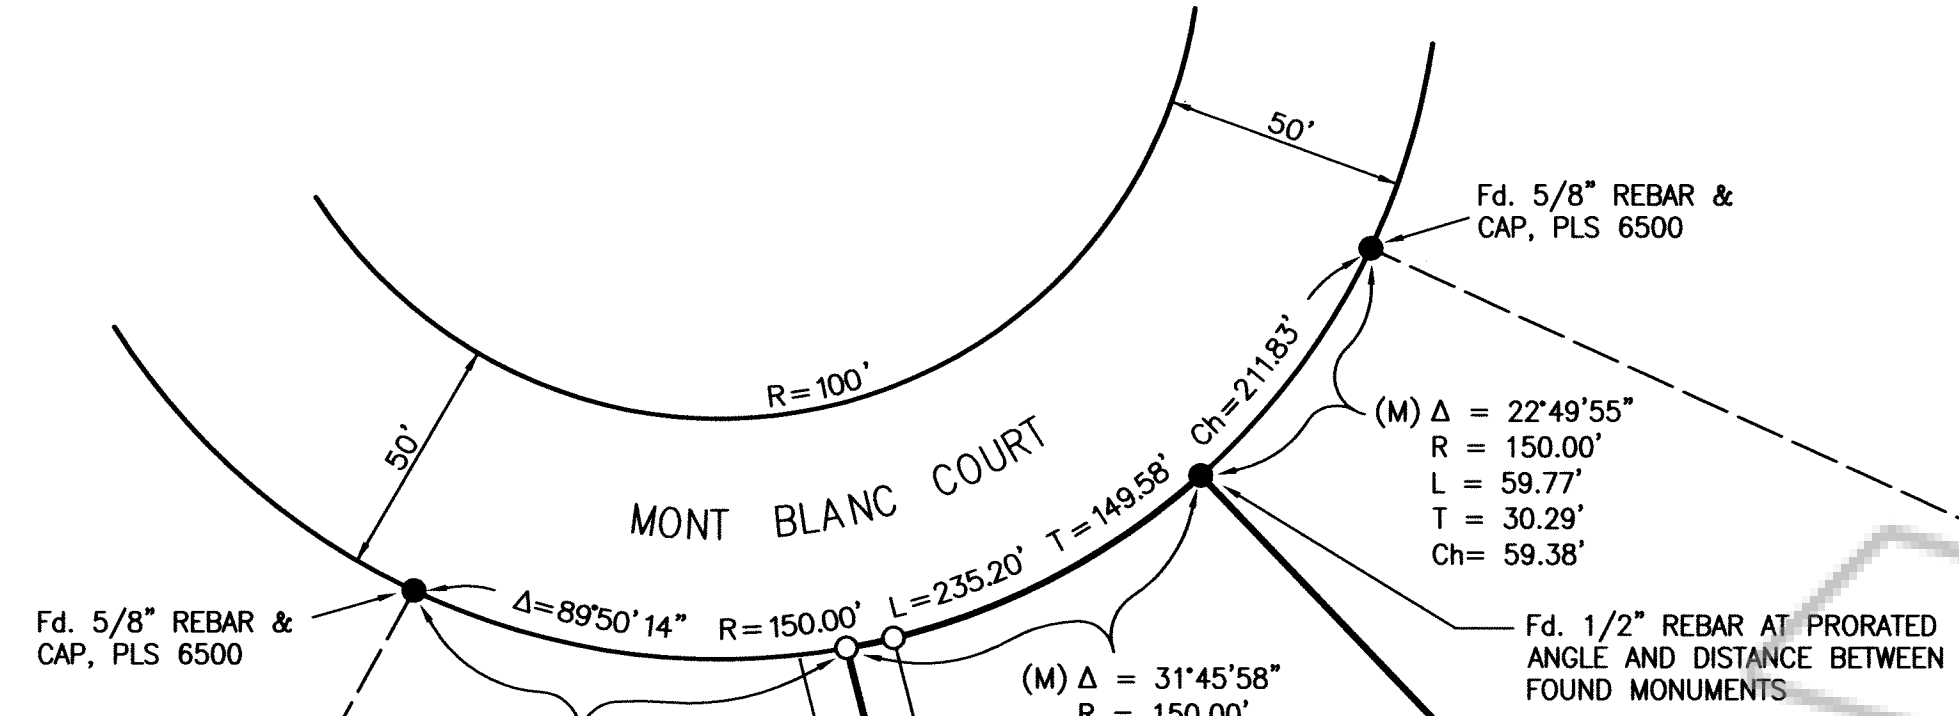 50'
Fd. 5/8" REBAR &
CAP, PLS 6500
R=100'
50'
MONT BLANC COURT
Ch=211.83'
(M) Δ = 22°49'55"
R = 150.00'
L = 59.77'
T = 30.29'
Ch= 59.38'
Fd. 5/8" REBAR &
CAP, PLS 6500
Δ=89°50'14" R=150.00' L=235.20' T=149.58'
Fd. 1/2" REBAR AT PRORATED
ANGLE AND DISTANCE BETWEEN
FOUND MONUMENTS
(M) Δ = 31°45'58"
R = 150.00'